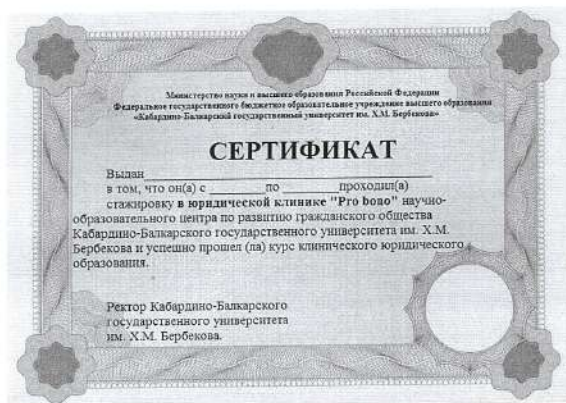 Министерство науки и высшего образования Российской Федерации
Федеральное государственного бюджетное образовательное учреждение высшего образования
«Кабардино-Балкарский государственный университет им. Х.М. Бербекова»
СЕРТИФИКАТ
Выдан
в том, что он(а) с по проходил(а)
стажировку в юридической клинике "Pro bono" научно-
образовательного центра по развитию гражданского общества
Кабардино-Балкарского государственного университета им. Х.М.
Бербекова и успешно прошел (ла) курс клинического юридического
образования.
Ректор Кабардино-Балкарского
государственного университета
им. Х.М. Бербекова.